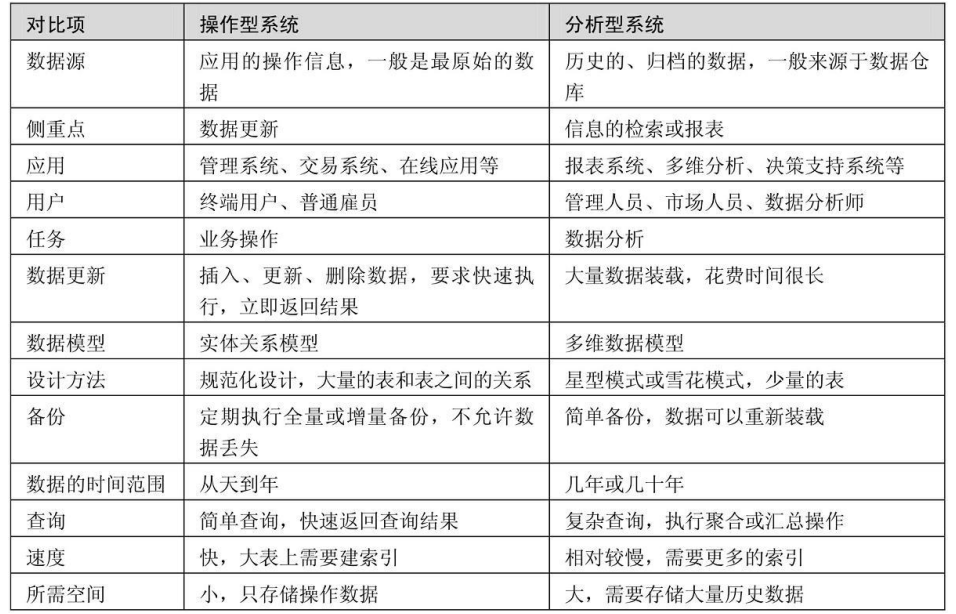 对比项 操作型系统 分析型系统
数据源 应用的操作信息，一般是最原始的数 历史的、归档的数据，一般来源于数据仓
据 库
侧重点 数据更新 信息的检索或报表
应用 管理系统、交易系统、在线应用等 报表系统、多维分析、决策支持系统等
用户 终端用户、普通雇员 管理人员、市场人员、数据分析师
任务 业务操作 数据分析
数据更新 插入、更新、删除数据，要求快速执 大量数据装载，花费时间很长
行，立即返回结果
数据模型 实体关系模型 多维数据模型
设计方法 规范化设计，大量的表和表之间的关系 星型模式或雪花模式，少量的表
备份 定期执行全量或增量备份，不允许数 简单备份，数据可以重新装载
据丢失
数据的时间范围 从天到年 几年或几十年
查询 简单查询，快速返回查询结果 复杂查询，执行聚合或汇总操作
速度 快，大表上需要建索引 相对较慢，需要更多的索引
所需空间 小，只存储操作数据 大，需要存储大量历史数据